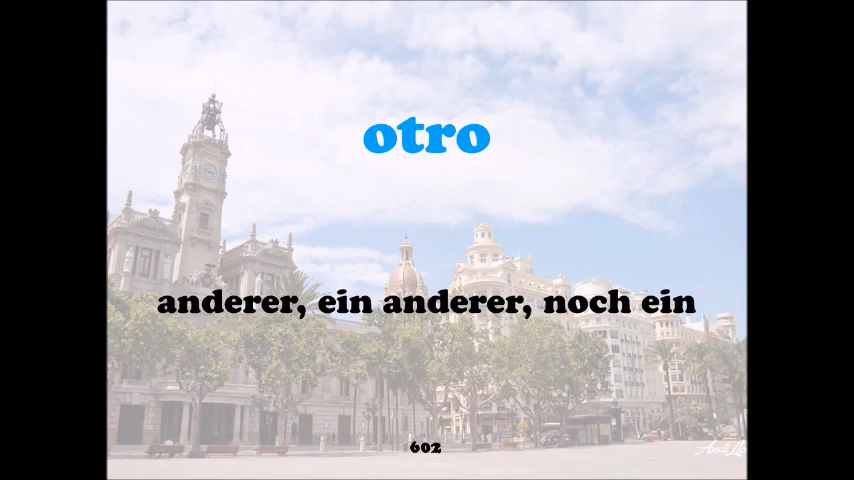 otro
anderer, ein anderer, noch ein
602